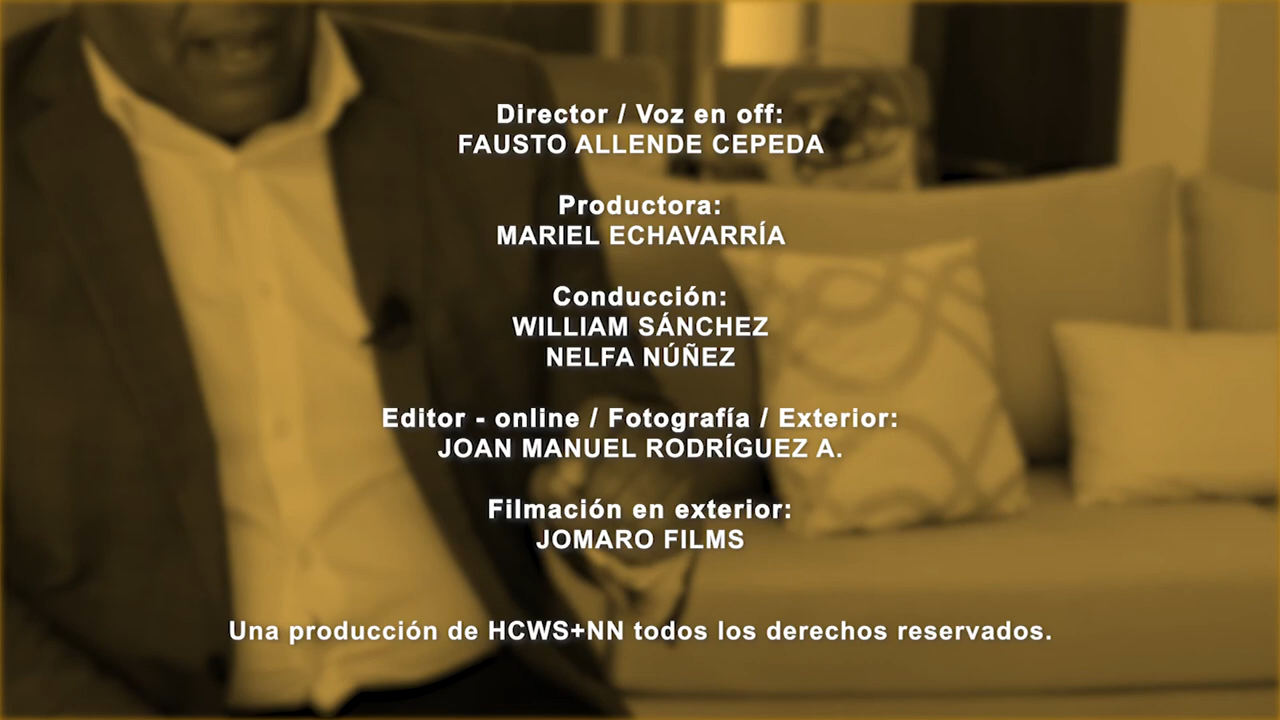 Director / Voz en off:
FAUSTO ALLENDE CEPEDA
Productora:
MARIEL ECHAVARRÍA
Conducción:
WILLIAM SÁNCHEZ
NELFA NÚÑEZ
Editor - online / Fotografía / Exterior:
JOAN MANUEL RODRÍGUEZ A.
Filmación en exterior:
JOMARO FILMS
Una producción de HCWS+NN todos los derechos reservados.